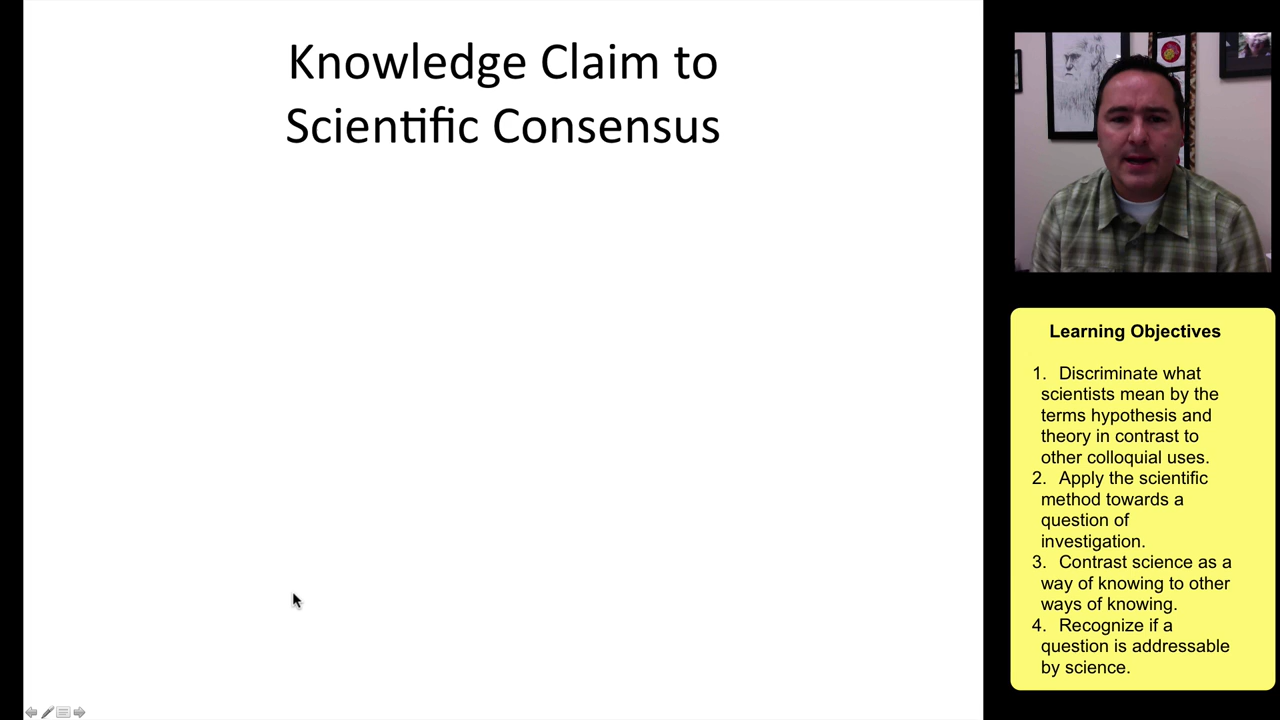 Knowledge Claim to
Scientific Consensus
Learning Objectives
1. Discriminate what
scientists mean by the
terms hypothesis and
theory in contrast to
other colloquial uses.
2. Apply the scientific
method towards a
question of
investigation.
3. Contrast science as a
way of knowing to other
ways of knowing.
4. Recognize if a
question is addressable
by science.